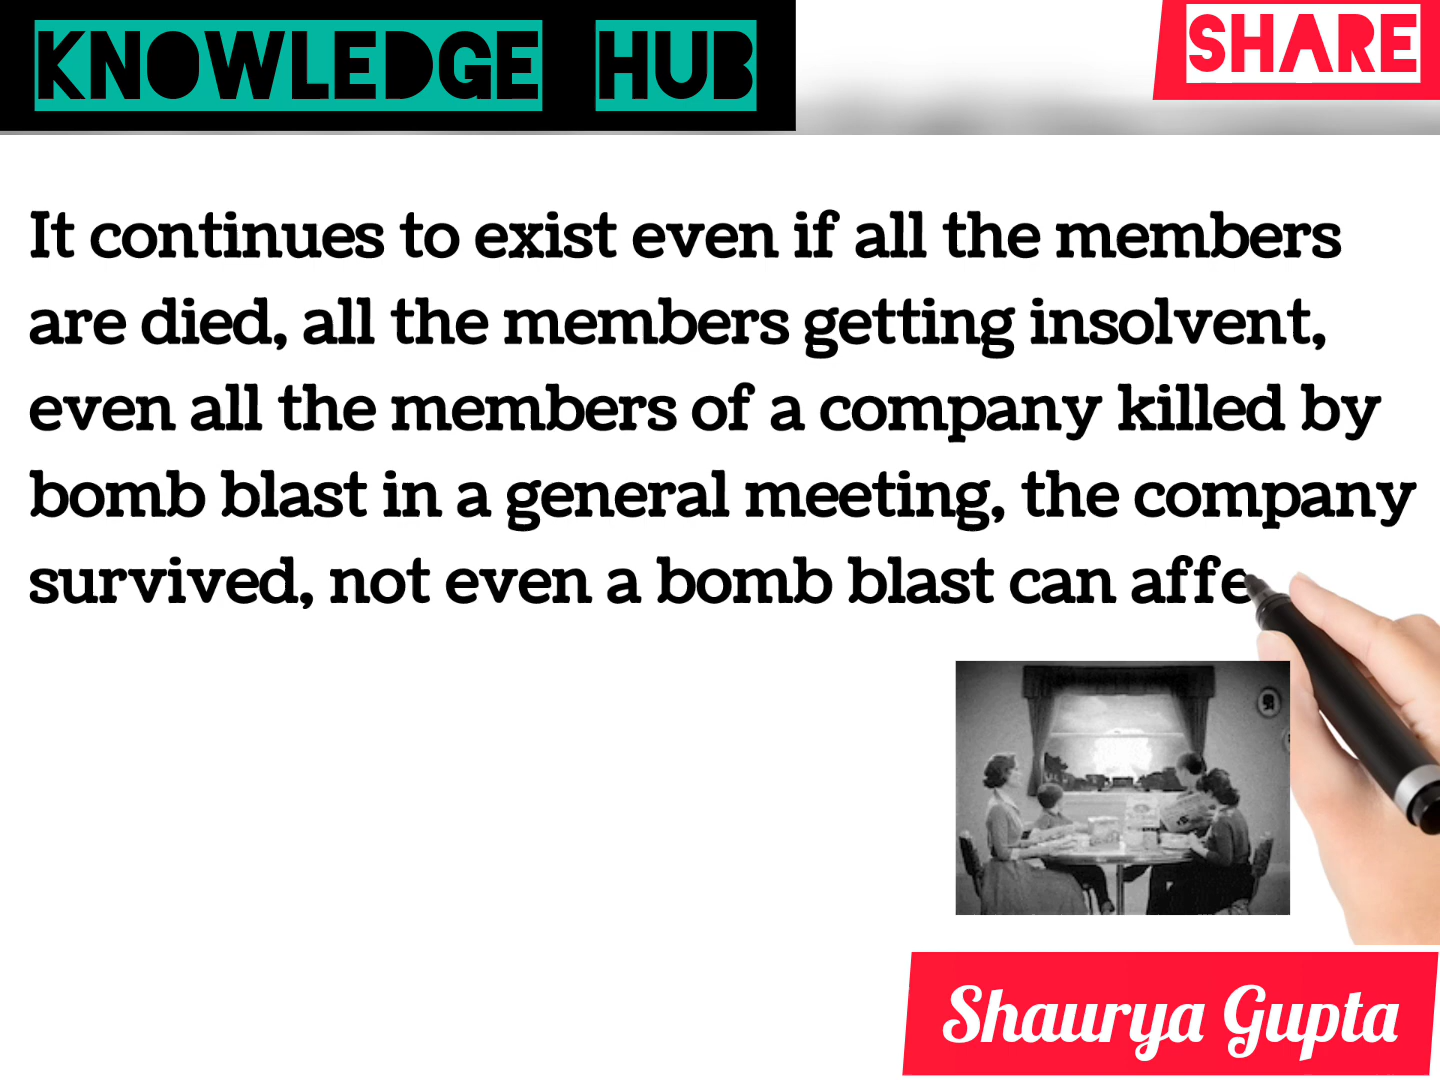 KNOWLEDGE HUB
SHARE
It continues to exist even if all the members
are died, all the members getting insolvent,
even all the members of a company killed by
bomb blast in a general meeting, the company
survived, not even a bomb blast can affe
Shaurya Gupta